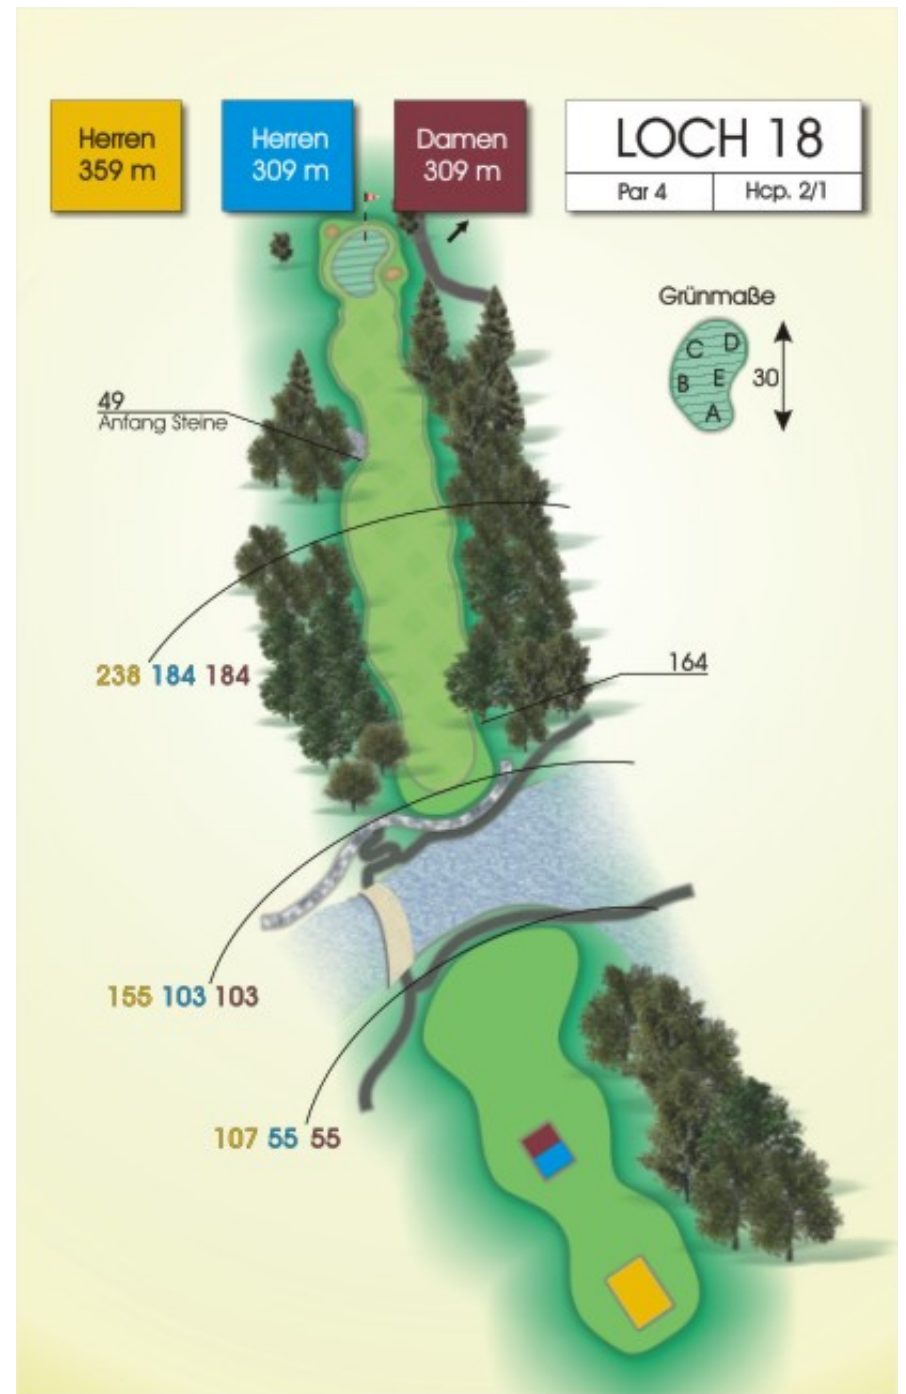 Herren
359 m
Herren
309 m
Damen
309 m
LOCH 18
Par 4
Hcp. 2/1
Grünmaße
C D
B E
A
30
49
Anfang Steine
238 184 184
164
155 103 103
107 55 55